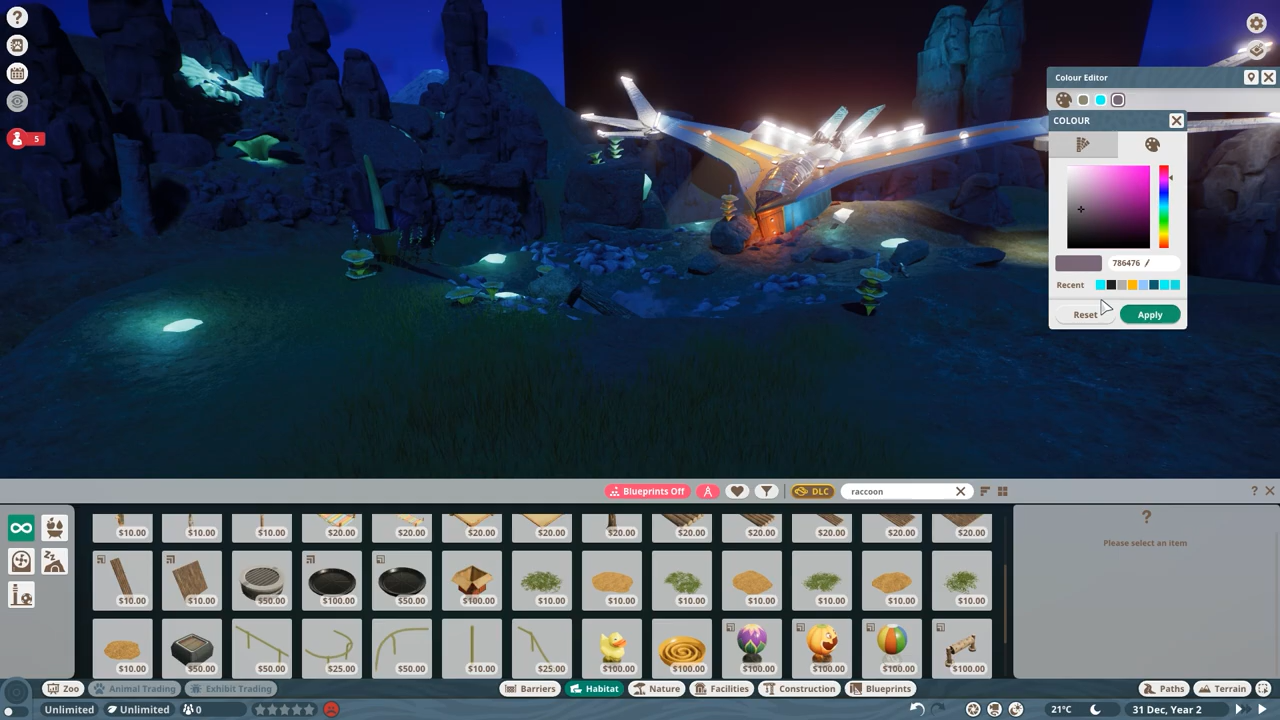 5
Colour Editor
COLOUR
786476 /
Recent
Reset
Apply
Blueprints Off
DLC
raccoon
?
$10.00 $10.00 $10.00 $20.00 $20.00 $20.00 $20.00 $20.00 $20.00 $20.00 $20.00 $20.00 $20.00
?
Please select an item
$10.00 $10.00 $50.00 $100.00 $50.00 $100.00 $10.00 $10.00 $10.00 $10.00 $10.00 $10.00 $10.00
$10.00 $50.00 $50.00 $25.00 $50.00 $10.00 $25.00 $100.00 $100.00 $100.00 $100.00 $100.00 $100.00
Zoo
Animal Trading
Exhibit Trading
Barriers
Habitat
Nature
Facilities
Construction
Blueprints
Paths
Terrain
Unlimited
Unlimited
0
21°C
31 Dec, Year 2